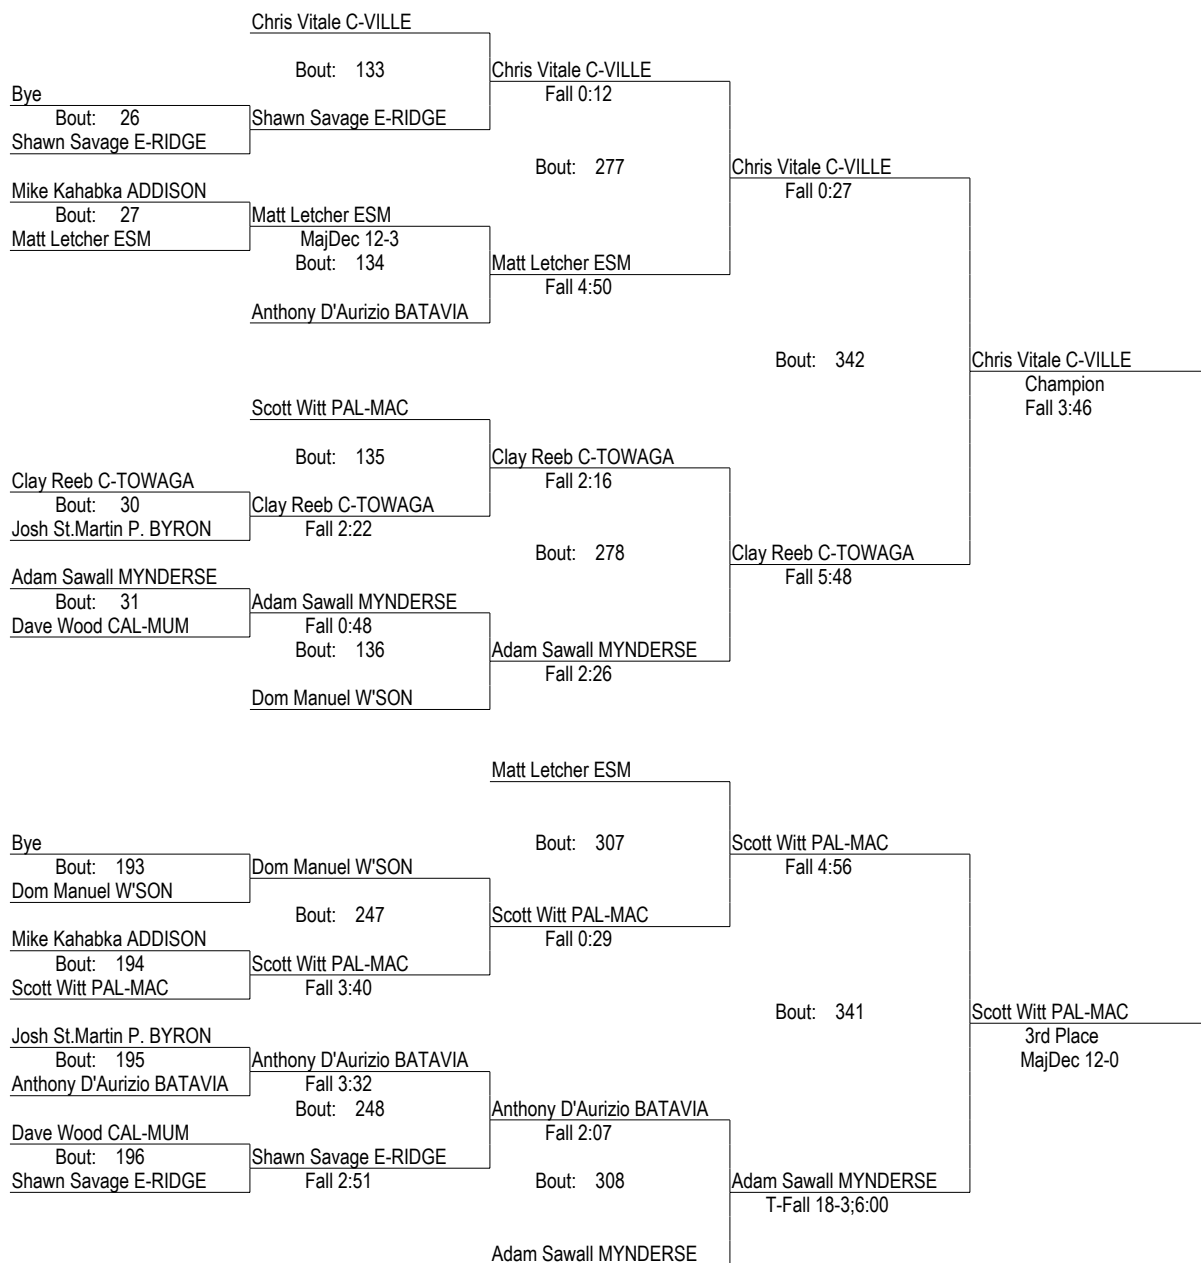 Chris Vitale C-VILLE
Bout: 133 Chris Vitale C-VILLE
Bye Fall 0:12
Bout: 26 Shawn Savage E-RIDGE
Shawn Savage E-RIDGE
Bout: 277 Chris Vitale C-VILLE
Mike Kahabka ADDISON Fall 0:27
Bout: 27 Matt Letcher ESM
Matt Letcher ESM MajDec 12-3
Bout: 134 Matt Letcher ESM
Fall 4:50
Anthony D'Aurizio BATAVIA
Bout: 342 Chris Vitale C-VILLE
Champion
Scott Witt PAL-MAC Fall 3:46
Bout: 135 Clay Reeb C-TOWAGA
Clay Reeb C-TOWAGA Fall 2:16
Bout: 30 Clay Reeb C-TOWAGA
Josh St.Martin P. BYRON Fall 2:22
Bout: 278 Clay Reeb C-TOWAGA
Adam Sawall MYNDERSE Fall 5:48
Bout: 31 Adam Sawall MYNDERSE
Dave Wood CAL-MUM Fall 0:48
Bout: 136 Adam Sawall MYNDERSE
Fall 2:26
Dom Manuel W'SON
Matt Letcher ESM
Bye Bout: 307 Scott Witt PAL-MAC
Bout: 193 Dom Manuel W'SON Fall 4:56
Dom Manuel W'SON
Bout: 247 Scott Witt PAL-MAC
Mike Kahabka ADDISON Fall 0:29
Bout: 194 Scott Witt PAL-MAC
Scott Witt PAL-MAC Fall 3:40
Bout: 341 Scott Witt PAL-MAC
Josh St.Martin P. BYRON 3rd Place
Bout: 195 Anthony D'Aurizio BATAVIA MajDec 12-0
Anthony D'Aurizio BATAVIA Fall 3:32
Bout: 248 Anthony D'Aurizio BATAVIA
Dave Wood CAL-MUM Fall 2:07
Bout: 196 Shawn Savage E-RIDGE
Shawn Savage E-RIDGE Fall 2:51 Bout: 308 Adam Sawall MYNDERSE
T-Fall 18-3;6:00
Adam Sawall MYNDERSE